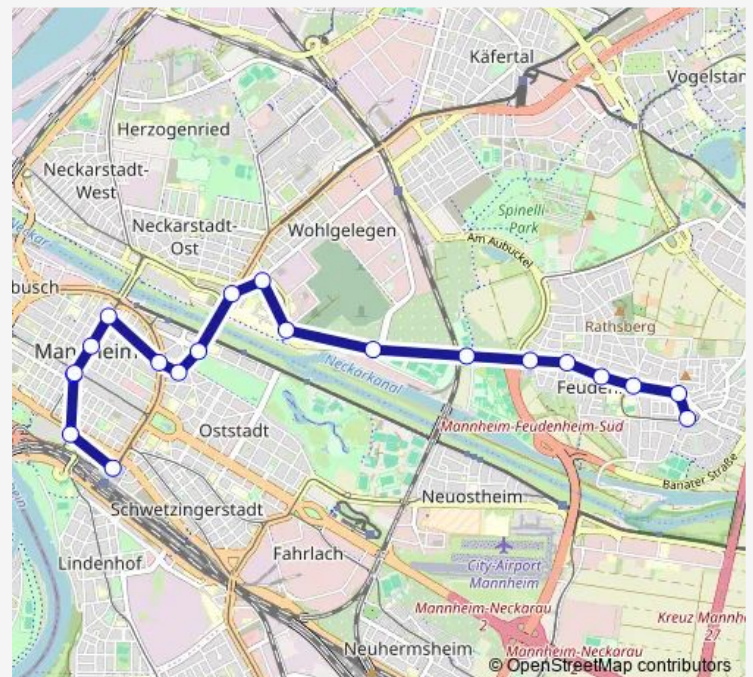 Käfertal
Vogelstan
Herzogenried
Neckarstadt-
West
Spinelli-
Park
Neckarstadt-
Ost
Wohlgelegen
Am Aubuckel
Neckar
busch
Rathsberg
Mannheim
Neckarkanal
Feuden
Mannheim-Feudenheim-Süd
Oststadt
Banater Straße
Neuostheim
Schwetzingerstadt
Fahrlach
Lindenhof
City-Airport
Mannheim
Mannheim-Neckarau
2
Kreuz Mannh
27
Neuhermsheim
Mannheim-Neckarau
© OpenStreetMap contributors